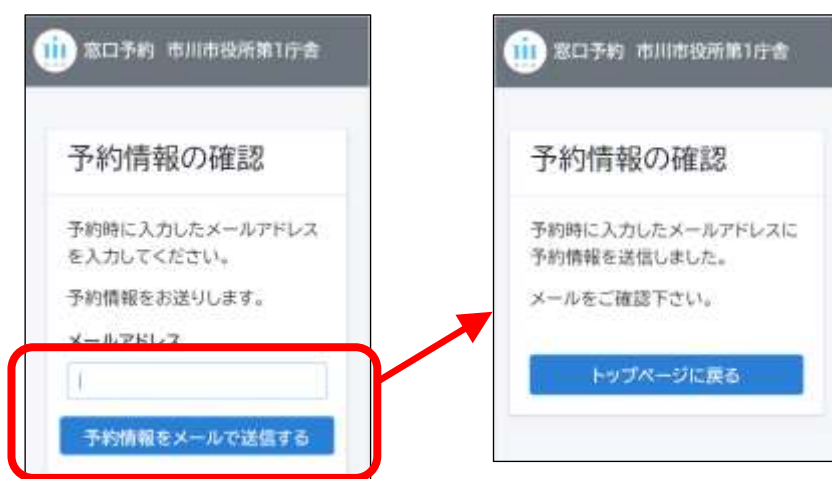 窓口予約 市川市役所第1庁舎
予約情報の確認
予約時に入力したメールアドレス
を入力してください。
予約情報をお送りします。
メールアドレス
予約情報をメールで送信する
窓口予約 市川市役所第1庁舎
予約情報の確認
予約時に入力したメールアドレスに
予約情報を送信しました。
メールをご確認下さい。
トップページに戻る